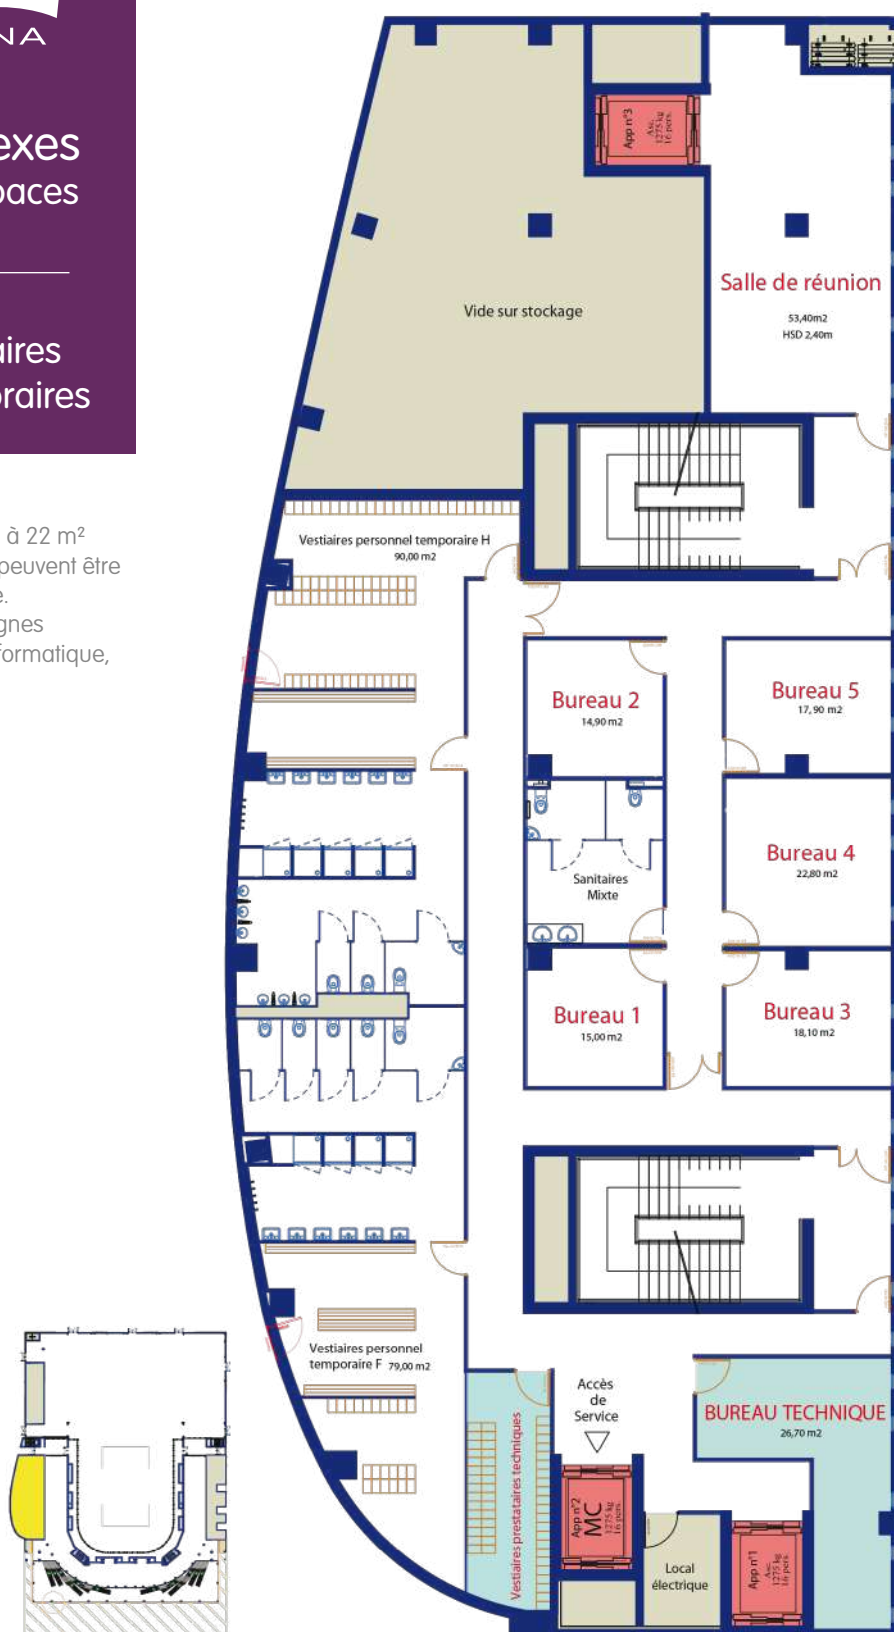 NA
exes
paces
aires
oraires
à 22 m²
peuvent être
e.
gnes
formatique,
App n°3
Asc.
1275 kg
16 pers.
Salle de réunion
53,40m2
HSD 2,40m
Vide sur stockage
Vestiaires personnel temporaire H
90,00 m2
Bureau 2
14,90 m2
Bureau 5
17,90 m2
Bureau 4
22,80 m2
Sanitaires
Mixte
Bureau 1
15,00 m2
Bureau 3
18,10 m2
Vestiaires personnel
temporaire F 79,00 m2
Vestiaires prestataires techniques
Accès
de
Service
BUREAU TECHNIQUE
26,70 m2
App n°2
MC
1275 kg
16 pers.
Local
électrique
App n°1
Asc.
1275 kg
16 pers.